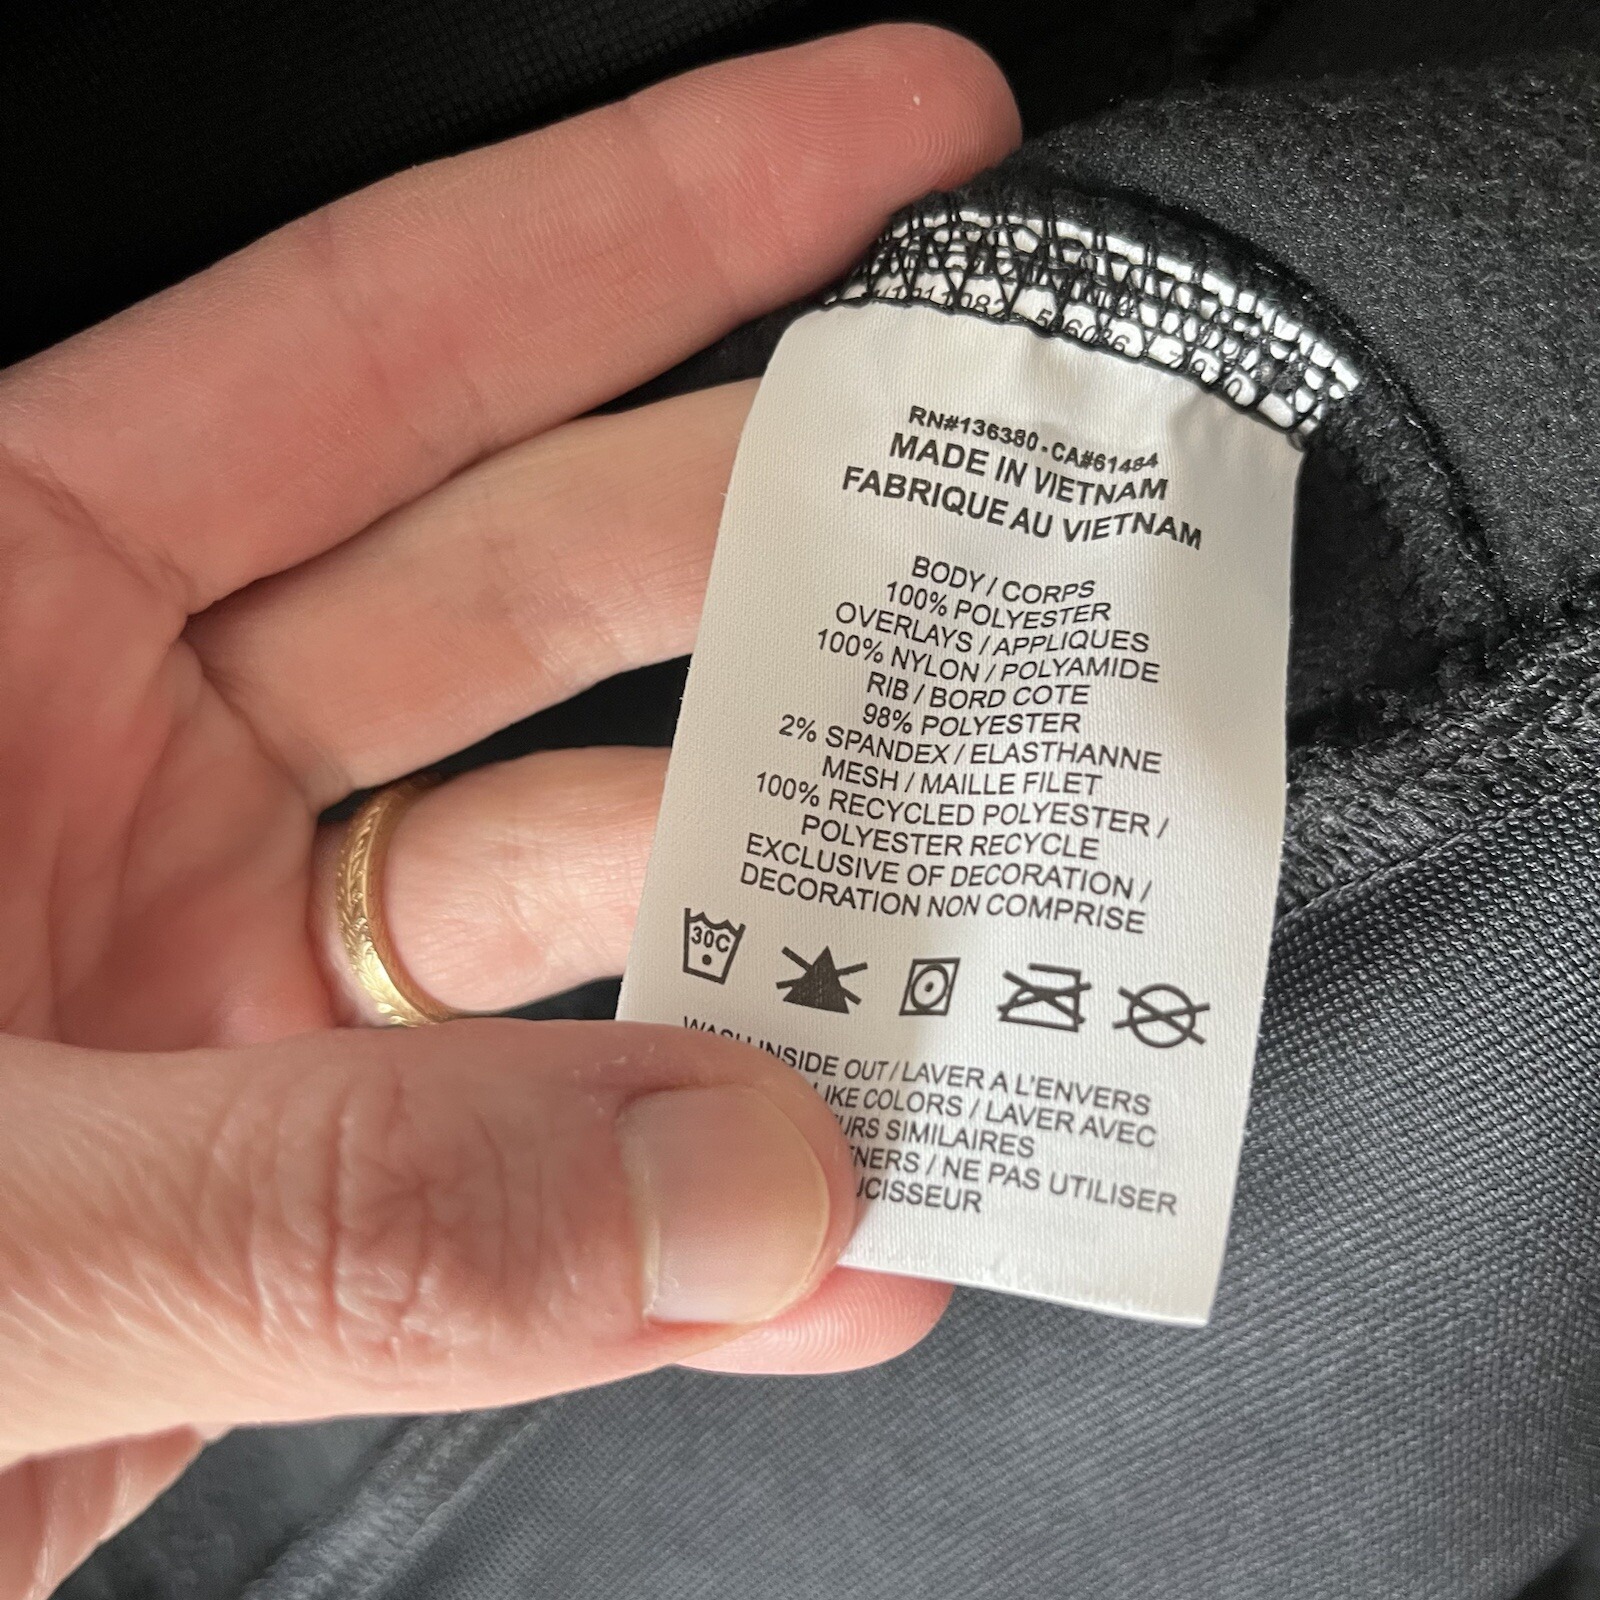 RN#136380-CA#61484
MADE IN VIETNAM
FABRIQUE AU VIETNAM
BODY / CORPS
100% POLYESTER
OVERLAYS / APPLIQUES
100% NYLON / POLYAMIDE
RIB / BORD COTE
98% POLYESTER
2% SPANDEX / ELASTHANNE
MESH / MAILLE FILET
100% RECYCLED POLYESTER /
POLYESTER RECYCLE
EXCLUSIVE OF DECORATION /
DECORATION NON COMPRISE
30C
INSIDE OUT / LAVER A L'ENVERS
LIKE COLORS / LAVER AVEC
SIMILAIRES
/ NE PAS UTILISER